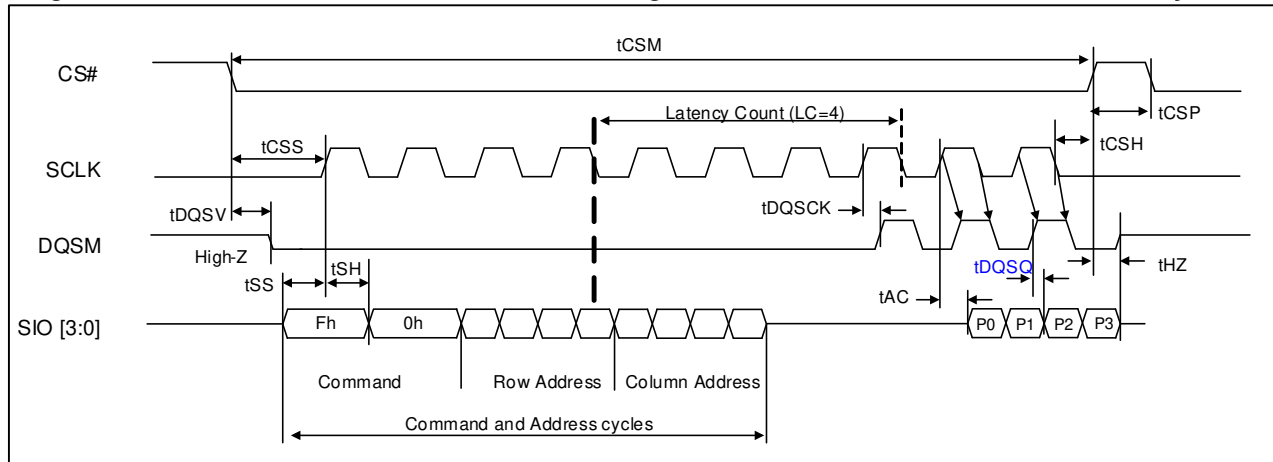 tCSM
CS#
Latency Count (LC=4)
tCSP
tCSS
tCSH
SCLK
tDQSV
tDQSCK
DQSM
High-Z
tSH
tDQSQ
tHZ
tSS
tAC
SIO [3:0]
Fh
0h
P0
P1
P2
P3
Command
Row Address
Column Address
Command and Address cycles